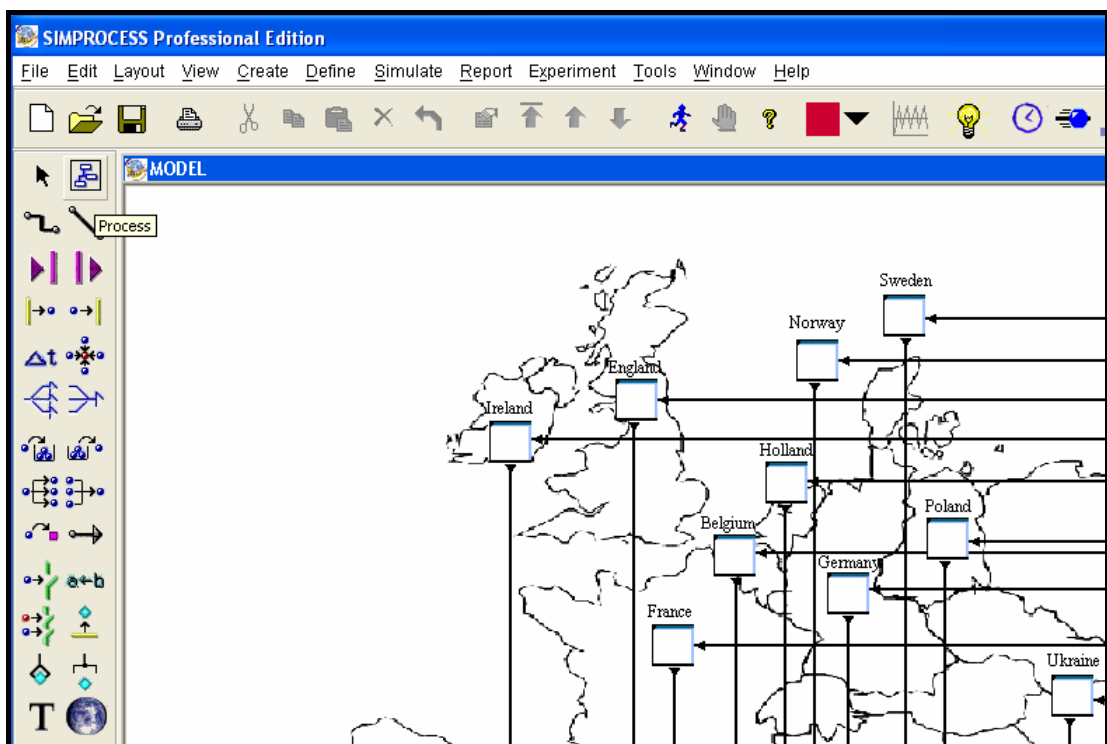 SIMPROCESS Professional Edition
File Edit Layout View Create Define Simulate Report Experiment Tools Window Help
MODEL
Process
Δt
a←b
T
Sweden
Norway
England
Ireland
Holland
Poland
Belgium
Germany
France
Ukraine